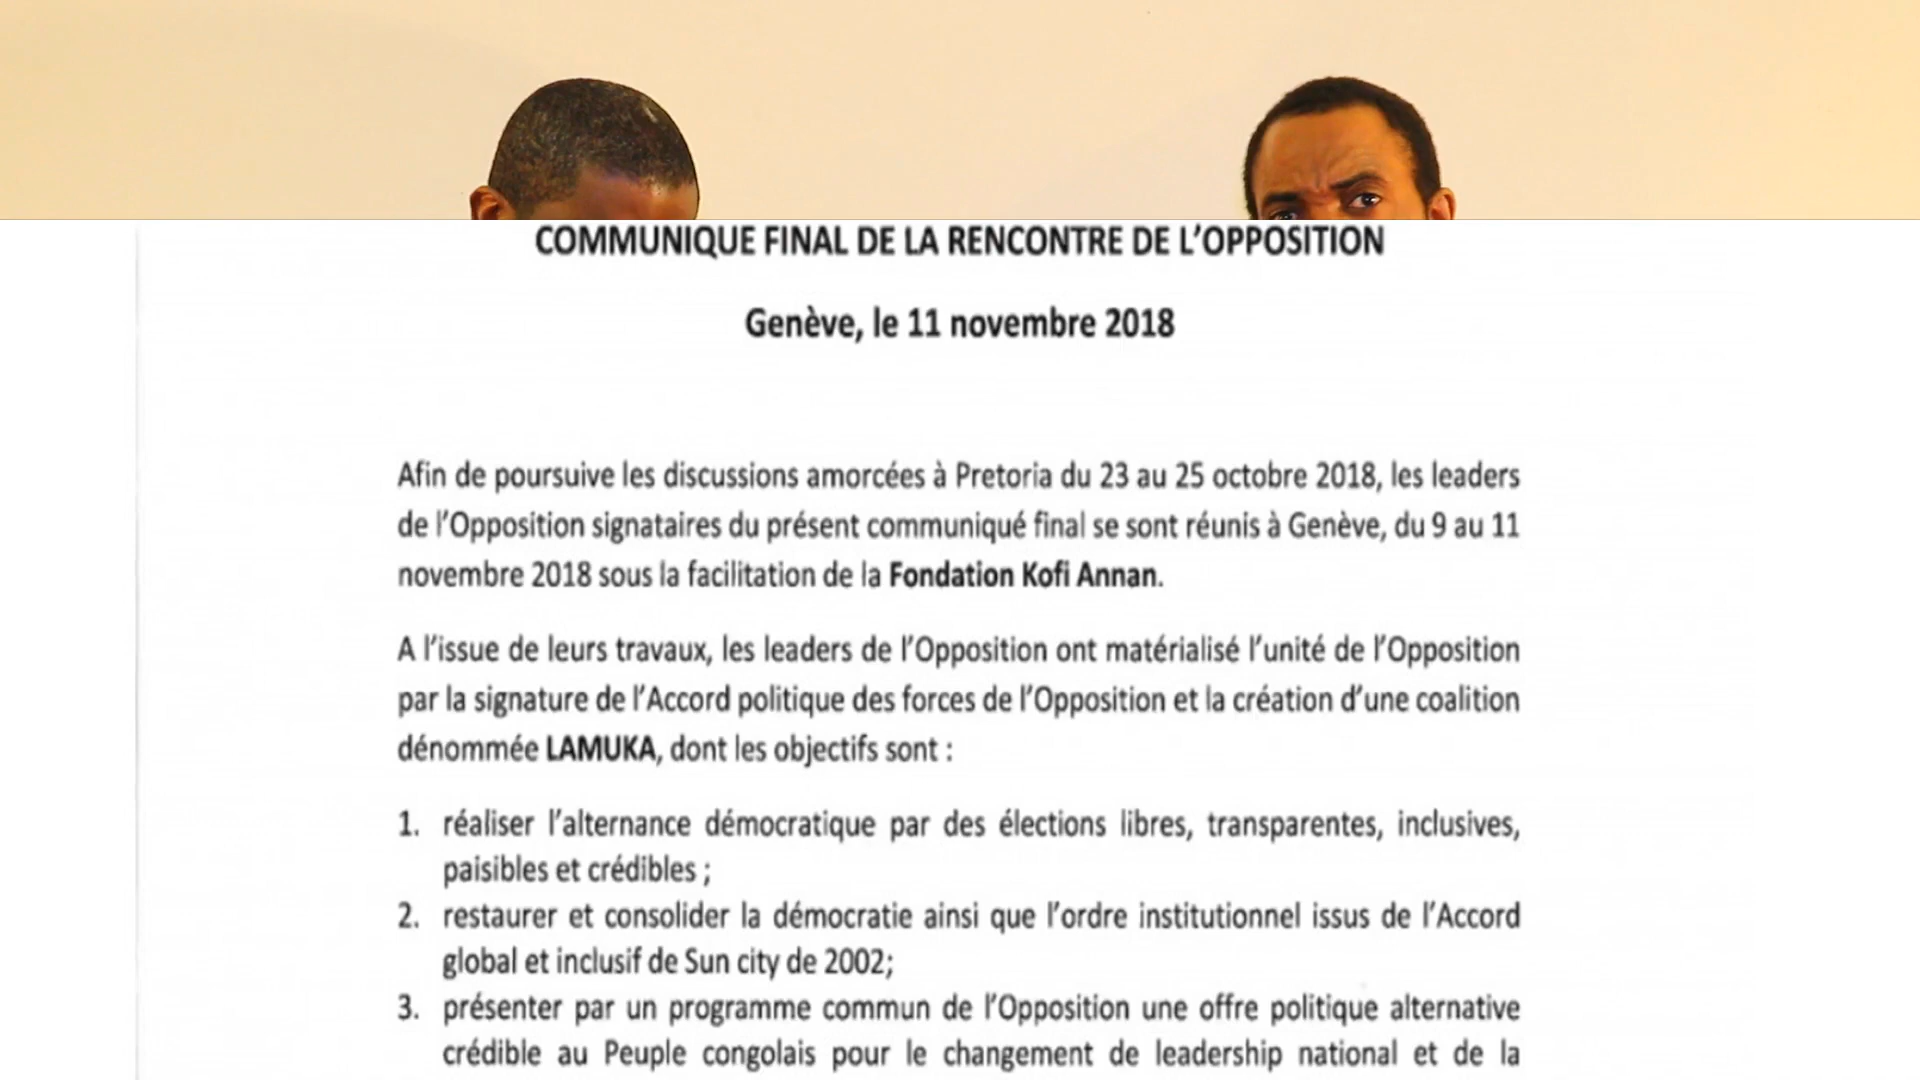 COMMUNIQUE FINAL DE LA RENCONTRE DE L'OPPOSITION
Genève, le 11 novembre 2018
Afin de poursuive les discussions amorcées à Pretoria du 23 au 25 octobre 2018, les leaders
de l'Opposition signataires du présent communiqué final se sont réunis à Genève, du 9 au 11
novembre 2018 sous la facilitation de la Fondation Kofi Annan.
A l'issue de leurs travaux, les leaders de l'Opposition ont matérialisé l'unité de l'Opposition
par la signature de l'Accord politique des forces de l'Opposition et la création d'une coalition
dénommée LAMUKA, dont les objectifs sont :
1. réaliser l'alternance démocratique par des élections libres, transparentes, inclusives,
paisibles et crédibles ;
2. restaurer et consolider la démocratie ainsi que l'ordre institutionnel issus de l'Accord
global et inclusif de Sun city de 2002;
3. présenter par un programme commun de l'Opposition une offre politique alternative
crédible au Peuple congolais pour le changement de leadership national et de la